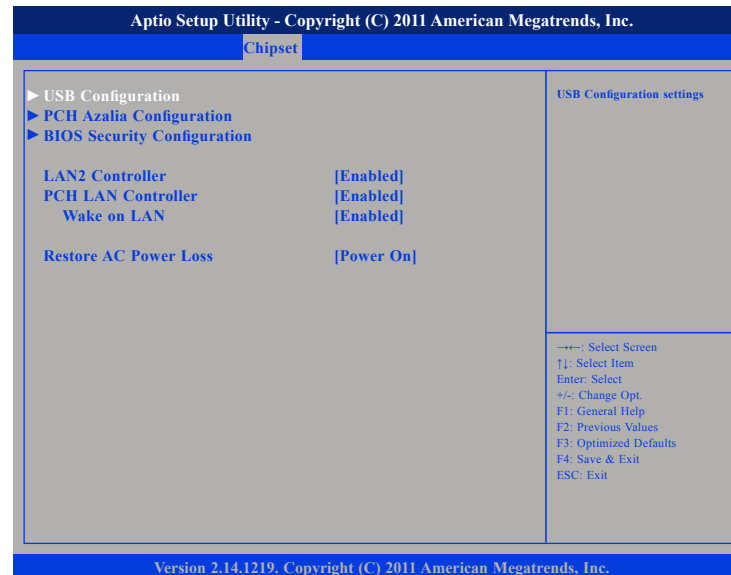 Aptio Setup Utility - Copyright (C) 2011 American Megatrends, Inc.
Chipset
► USB Configuration
► PCH Azalia Configuration
► BIOS Security Configuration
LAN2 Controller [Enabled]
PCH LAN Controller [Enabled]
Wake on LAN [Enabled]
Restore AC Power Loss [Power On]
USB Configuration settings
→←: Select Screen
↑↓: Select Item
Enter: Select
+/-: Change Opt.
F1: General Help
F2: Previous Values
F3: Optimized Defaults
F4: Save & Exit
ESC: Exit
Version 2.14.1219. Copyright (C) 2011 American Megatrends, Inc.